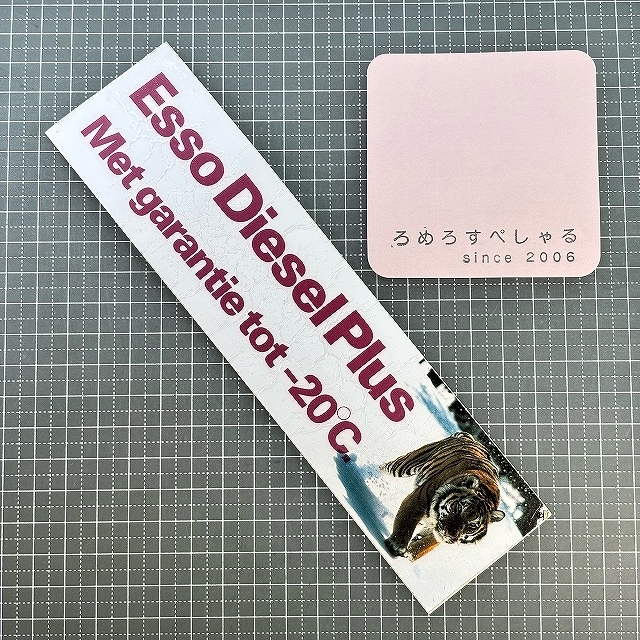 Esso Diesel Plus
Met garantie tot -20°C.
ろめろすぺしゃる
since 2006